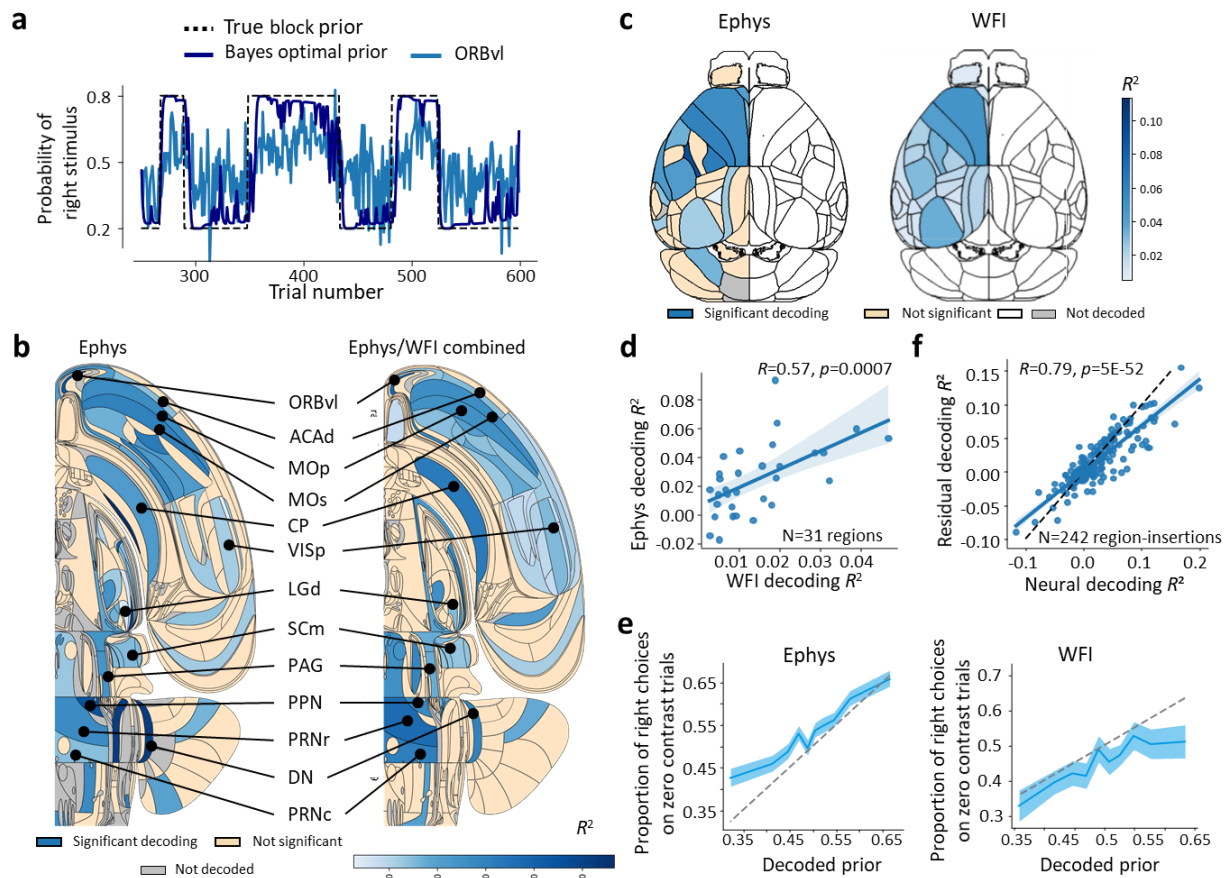 a
True block prior
Bayes optimal prior
ORBvl
Probability of
right stimulus
0.8
0.5
0.2
300
400
500
600
Trial number
b
Ephys
Ephys/WFI combined
ORBvl
ACAd
MOp
MOs
CP
VISp
LGd
SCm
PAG
PPN
PRNr
DN
PRNc
Significant decoding
Not significant
Not decoded
R²
c
Ephys
WFI
R²
0.10
0.08
0.06
0.04
0.02
Significant decoding
Not significant
Not decoded
d
R=0.57, p=0.0007
Ephys decoding R²
0.08
0.06
0.04
0.02
0.00
-0.02
N=31 regions
0.01
0.02
0.03
0.04
WFI decoding R²
f
R=0.79, p=5E-52
Residual decoding R²
0.15
0.10
0.05
0.00
-0.05
-0.10
N=242 region-insertions
-0.1
0.0
0.1
0.2
Neural decoding R²
e
Ephys
Proportion of right choices
on zero contrast trials
0.65
0.55
0.45
0.35
0.35
0.45
0.55
0.65
Decoded prior
WFI
Proportion of right choices
on zero contrast trials
0.7
0.6
0.5
0.4
0.3
0.35
0.45
0.5
0.55
0.65
Decoded prior